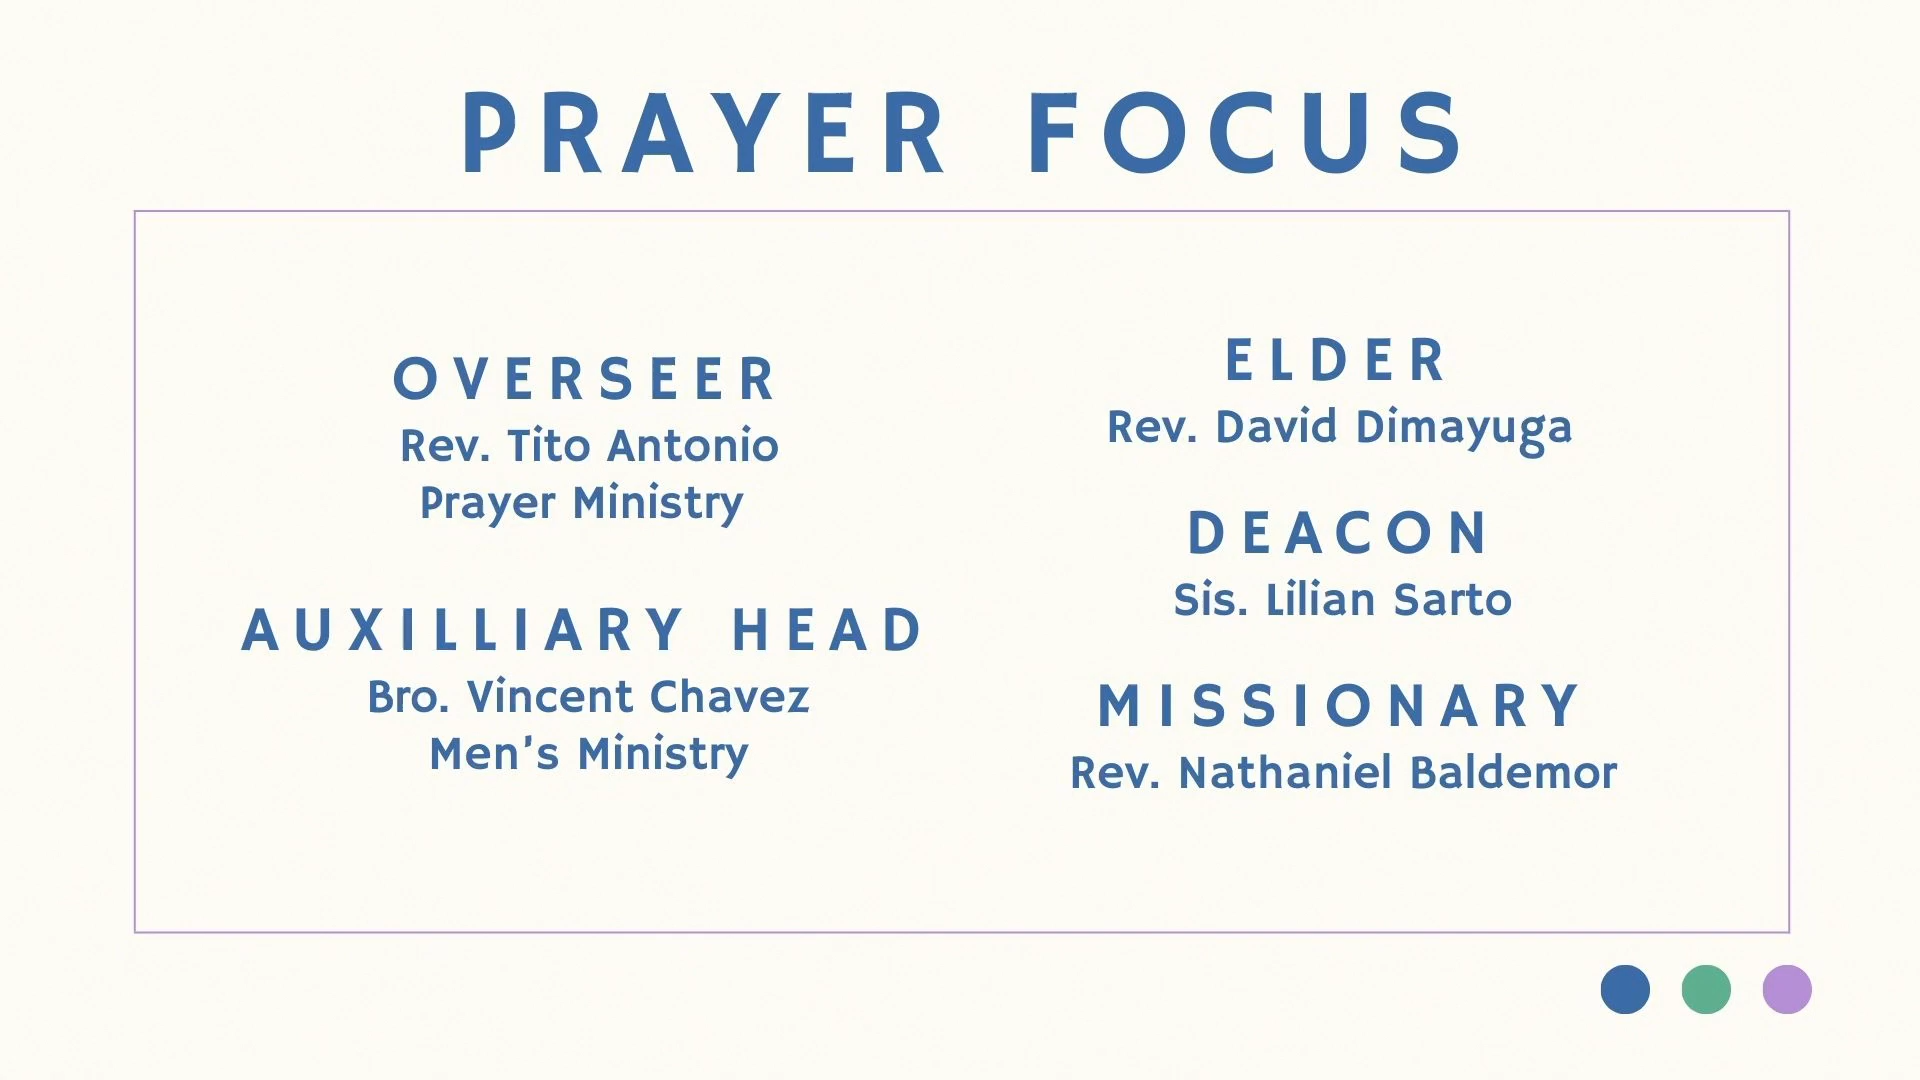 PRAYER FOCUS
OVERSEER
Rev. Tito Antonio
Prayer Ministry
AUXILLIARY HEAD
Bro. Vincent Chavez
Men's Ministry
ELDER
Rev. David Dimayuga
DEACON
Sis. Lilian Sarto
MISSIONARY
Rev. Nathaniel Baldemor